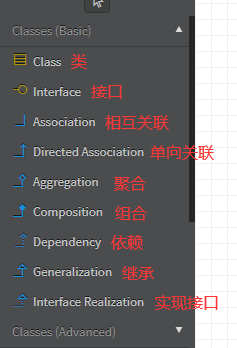 Classes (Basic)
Class 类
Interface 接口
Association 相互关联
Directed Association 单向关联
Aggregation 聚合
Composition 组合
Dependency 依赖
Generalization 继承
Interface Realization 实现接口
Classes (Advanced)